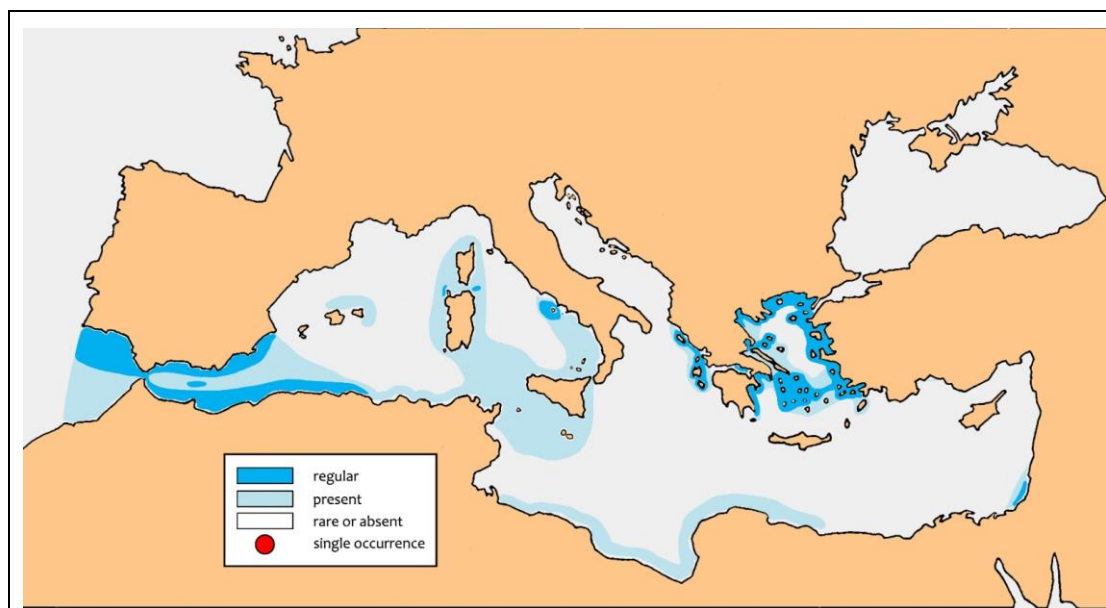 regular
present
rare or absent
single occurrence